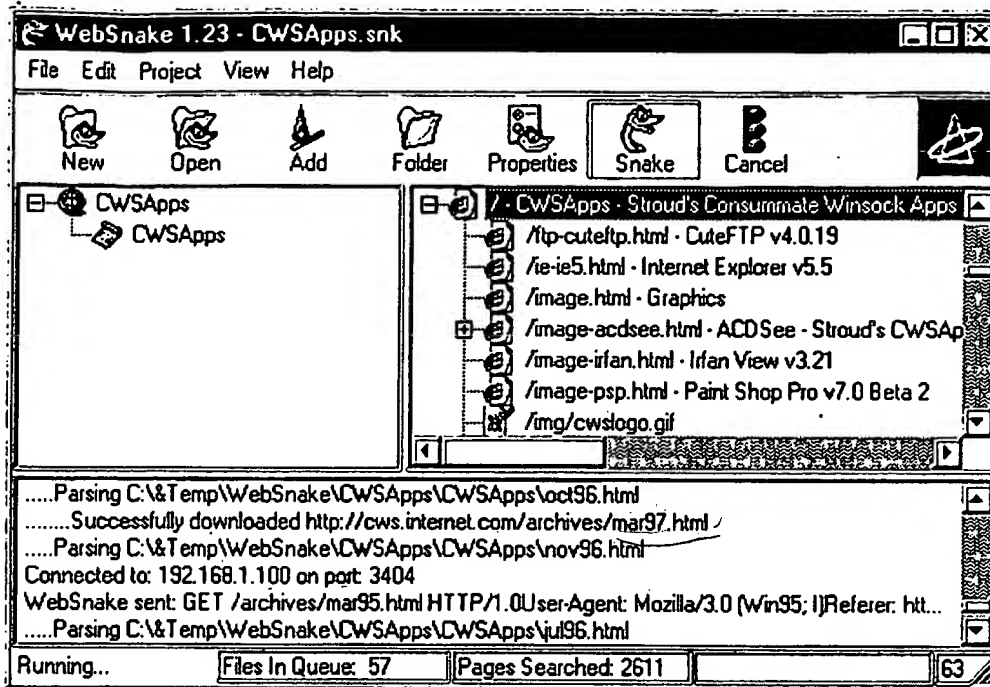 WebSnake 1.23 - CWSApps.snk
File Edit Project View Help
New Open Add Folder Properties Snake Cancel
CWSApps
CWSApps
/ - CWSApps - Stroud's Consummate Winsock Apps
/ftp-cuteftp.html - CuteFTP v4.0.19
/ie-ie5.html - Internet Explorer v5.5
/image.html - Graphics
/image-acdsee.html - ACDSee - Stroud's CWSAp
/image-irfan.html - Irfan View v3.21
/image-psp.html - Paint Shop Pro v7.0 Beta 2
/img/cwslogo.gif
.....Parsing C:\&Temp\WebSnake\CWSApps\CWSApps\oct96.html
........Successfully downloaded http://cws.internet.com/archives/mar97.html
.....Parsing C:\&Temp\WebSnake\CWSApps\CWSApps\nov96.html
Connected to: 192.168.1.100 on port: 3404
WebSnake sent: GET /archives/mar95.html HTTP/1.0User-Agent: Mozilla/3.0 (Win95; I)Referer: htt...
.....Parsing C:\&Temp\WebSnake\CWSApps\CWSApps\jul96.html
Running... Files In Queue: 57 Pages Searched: 2611 63